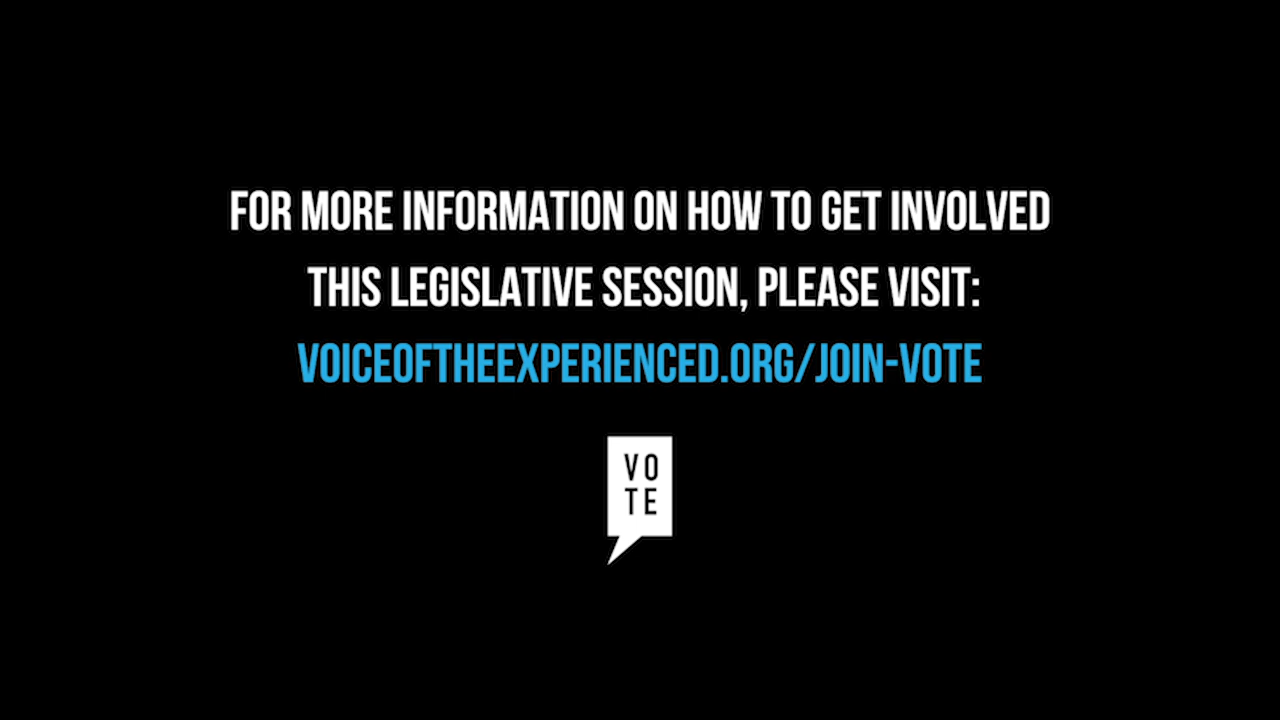 FOR MORE INFORMATION ON HOW TO GET INVOLVED
THIS LEGISLATIVE SESSION, PLEASE VISIT:
VOICEOFTHEEXPERIENCED.ORG/JOIN-VOTE
VO
TE